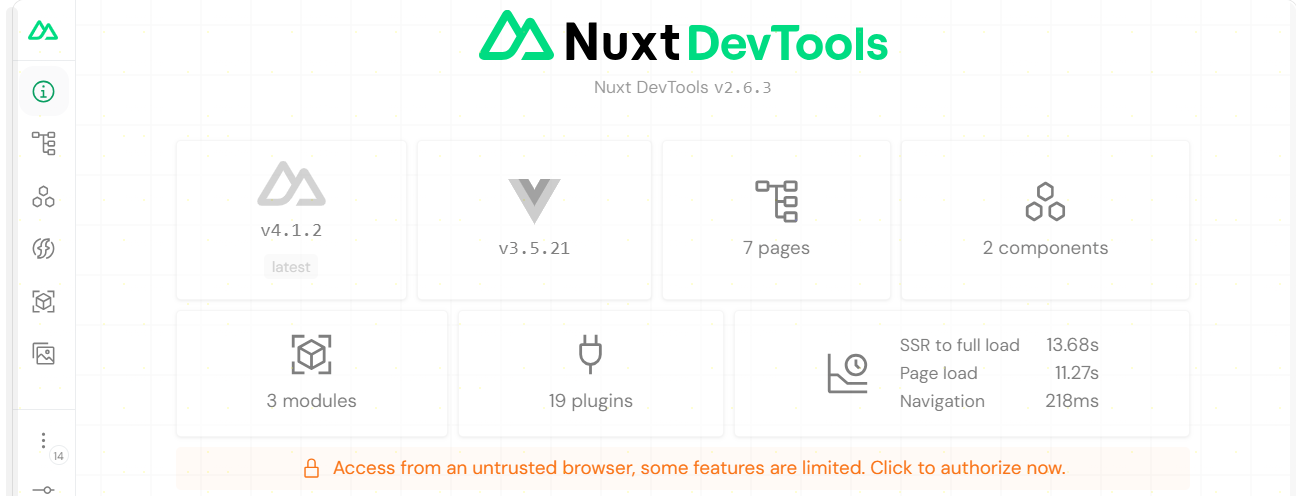 Nuxt DevTools
Nuxt DevTools v2.6.3
v4.1.2
latest
v3.5.21
7 pages
2 components
3 modules
19 plugins
SSR to full load 13.68s
Page load 11.27s
Navigation 218ms
14
Access from an untrusted browser, some features are limited. Click to authorize now.